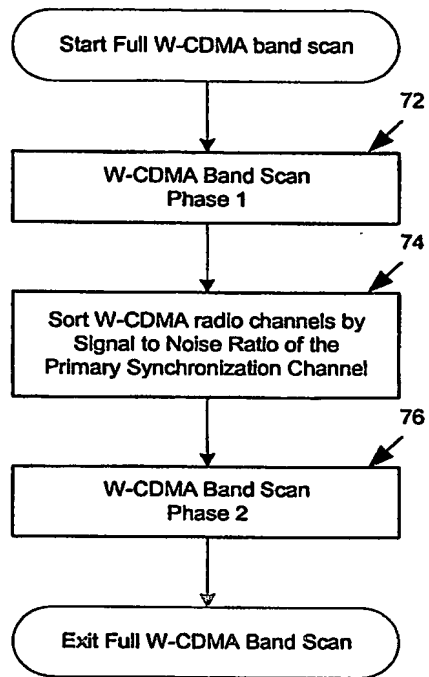 Start Full W-CDMA band scan
72
W-CDMA Band Scan
Phase 1
74
Sort W-CDMA radio channels by
Signal to Noise Ratio of the
Primary Synchronization Channel
76
W-CDMA Band Scan
Phase 2
Exit Full W-CDMA Band Scan